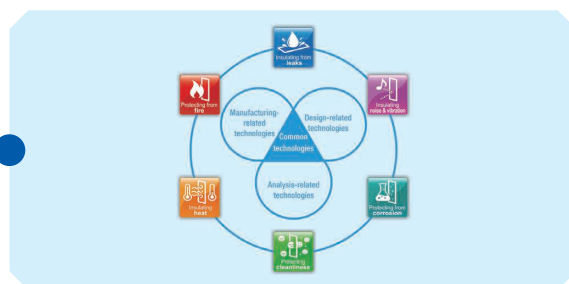 Insulating from
leaks
Protecting from
fire
Insulating
noise & vibration
Manufacturing-
related
technologies
Design-related
technologies
Common
technologies
Analysis-related
technologies
Insulating
heat
Protecting from
corrosion
Protecting
cleanliness